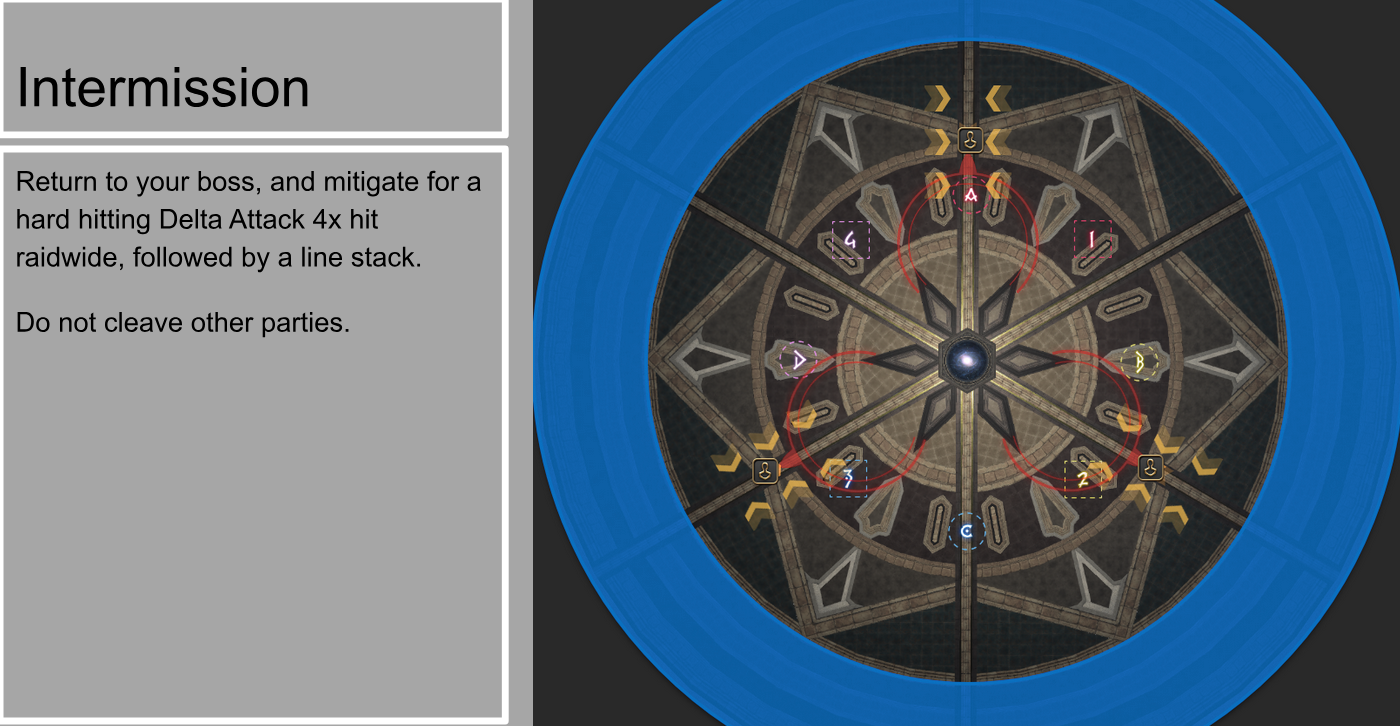 Intermission
Return to your boss, and mitigate for a
hard hitting Delta Attack 4x hit
raidwide, followed by a line stack.
Do not cleave other parties.
A
4
1
D
B
3
2
C